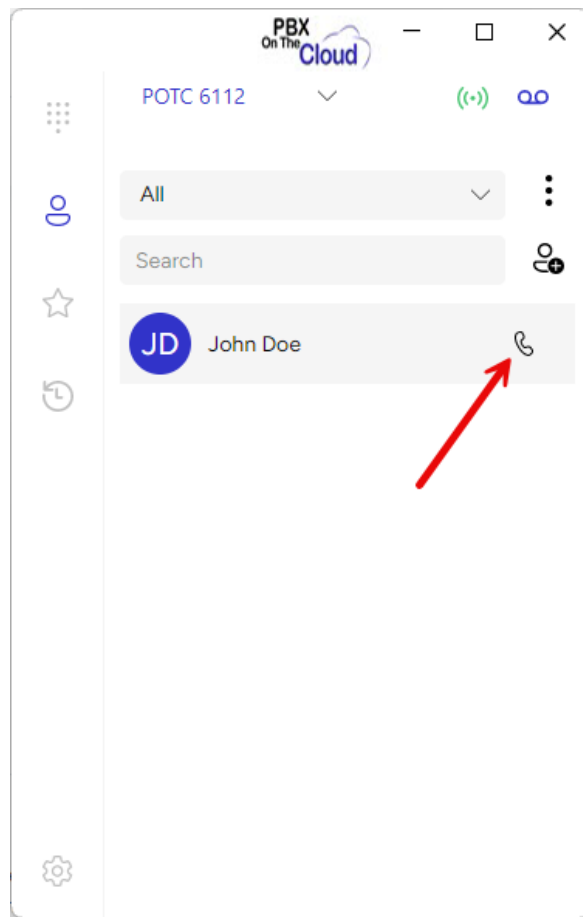 PBX
On The
Cloud
POTC 6112
All
Search
JD
John Doe